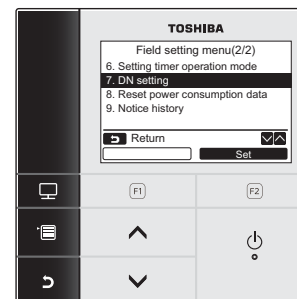 TOSHIBA
Field setting menu(2/2)
6. Setting timer operation mode
7. DN setting
8. Reset power consumption data
9. Notice history
Return
Set
F1 F2